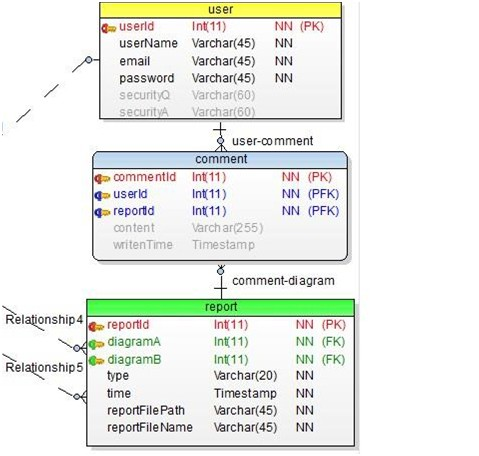 user
userId Int(11) NN (PK)
userName Varchar(45) NN
email Varchar(45) NN
password Varchar(45) NN
securityQ Varchar(60)
securityA Varchar(60)
user-comment
comment
commentId Int(11) NN (PK)
userId Int(11) NN (PFK)
reportId Int(11) NN (PFK)
content Varchar(255)
writenTime Timestamp
comment-diagram
report
Relationship4
reportId Int(11) NN (PK)
diagramA Int(11) NN (FK)
diagramB Int(11) NN (FK)
Relationship5
type Varchar(20) NN
time Timestamp NN
reportFilePath Varchar(45) NN
reportFileName Varchar(45) NN